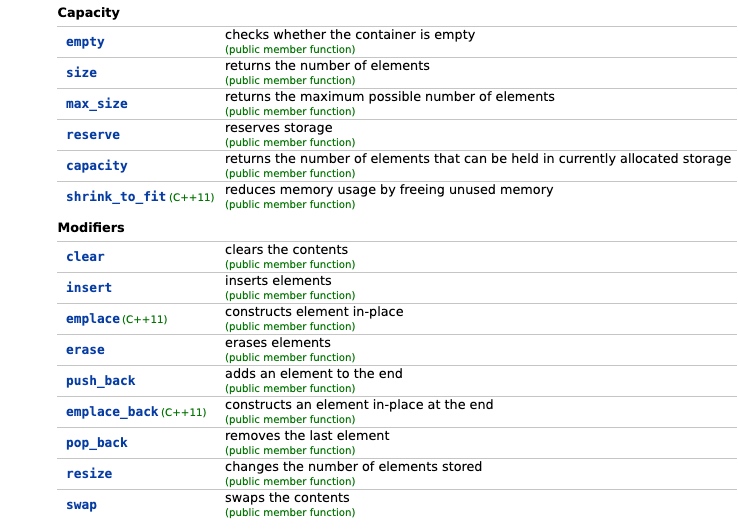 Capacity
empty checks whether the container is empty
(public member function)
size returns the number of elements
(public member function)
max_size returns the maximum possible number of elements
(public member function)
reserve reserves storage
(public member function)
capacity returns the number of elements that can be held in currently allocated storage
(public member function)
shrink_to_fit (C++11) reduces memory usage by freeing unused memory
(public member function)
Modifiers
clear clears the contents
(public member function)
insert inserts elements
(public member function)
emplace (C++11) constructs element in-place
(public member function)
erase erases elements
(public member function)
push_back adds an element to the end
(public member function)
emplace_back (C++11) constructs an element in-place at the end
(public member function)
pop_back removes the last element
(public member function)
resize changes the number of elements stored
(public member function)
swap swaps the contents
(public member function)